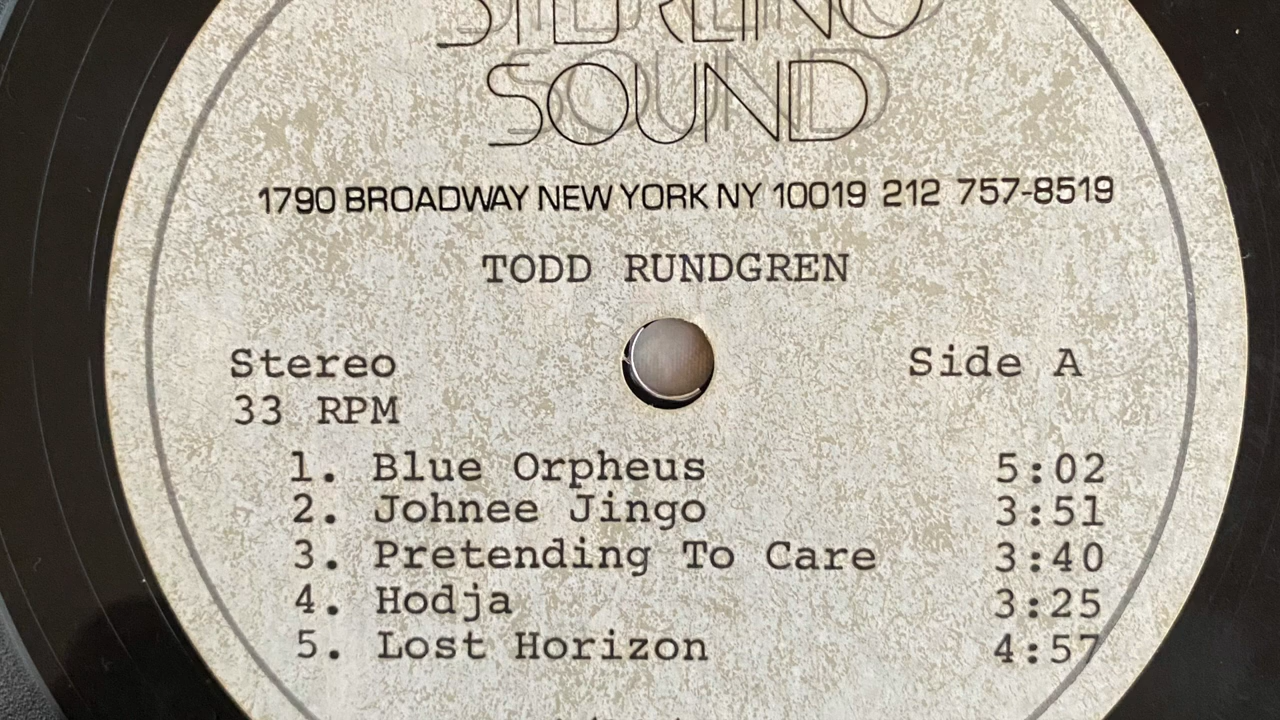 STERLING
SOUND
1790 BROADWAY NEW YORK NY 10019 212 757-8519
TODD RUNDGREN
Stereo Side A
33 RPM
1. Blue Orpheus 5:02
2. Johnee Jingo 3:51
3. Pretending To Care 3:40
4. Hodja 3:25
5. Lost Horizon 4:57